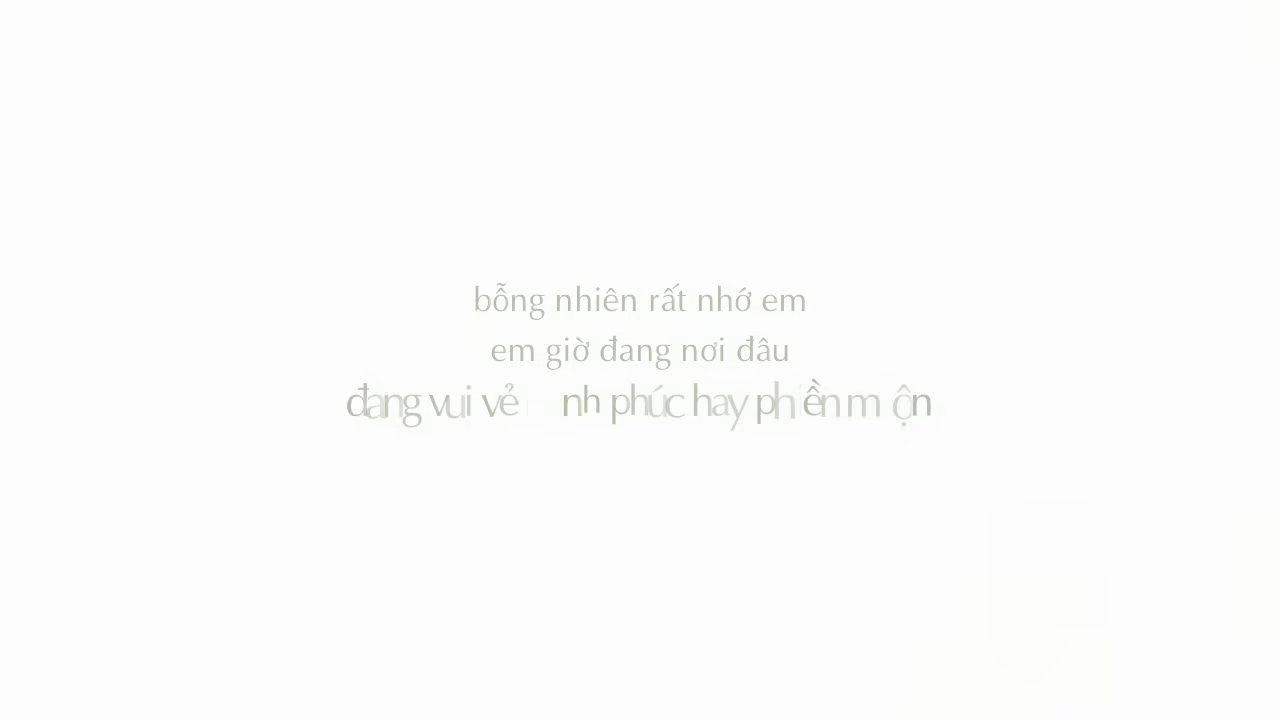 bỗng nhiên rất nhớ em
em giờ đang nơi đâu
đang vui vẻ phúc hay